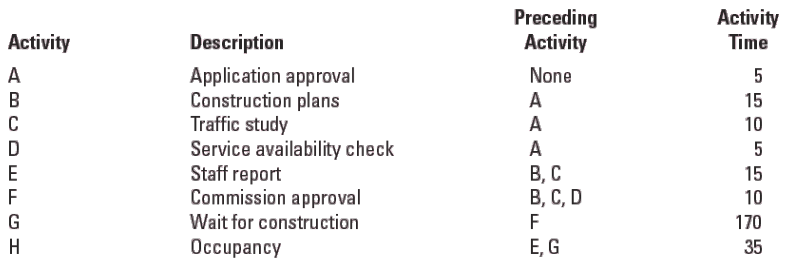 Preceding Activity
Activity Description Activity Time
A Application approval None 5
B Construction plans A 15
C Traffic study A 10
D Service availability check A 5
E Staff report B, C 15
F Commission approval B, C, D 10
G Wait for construction F 170
H Occupancy E, G 35